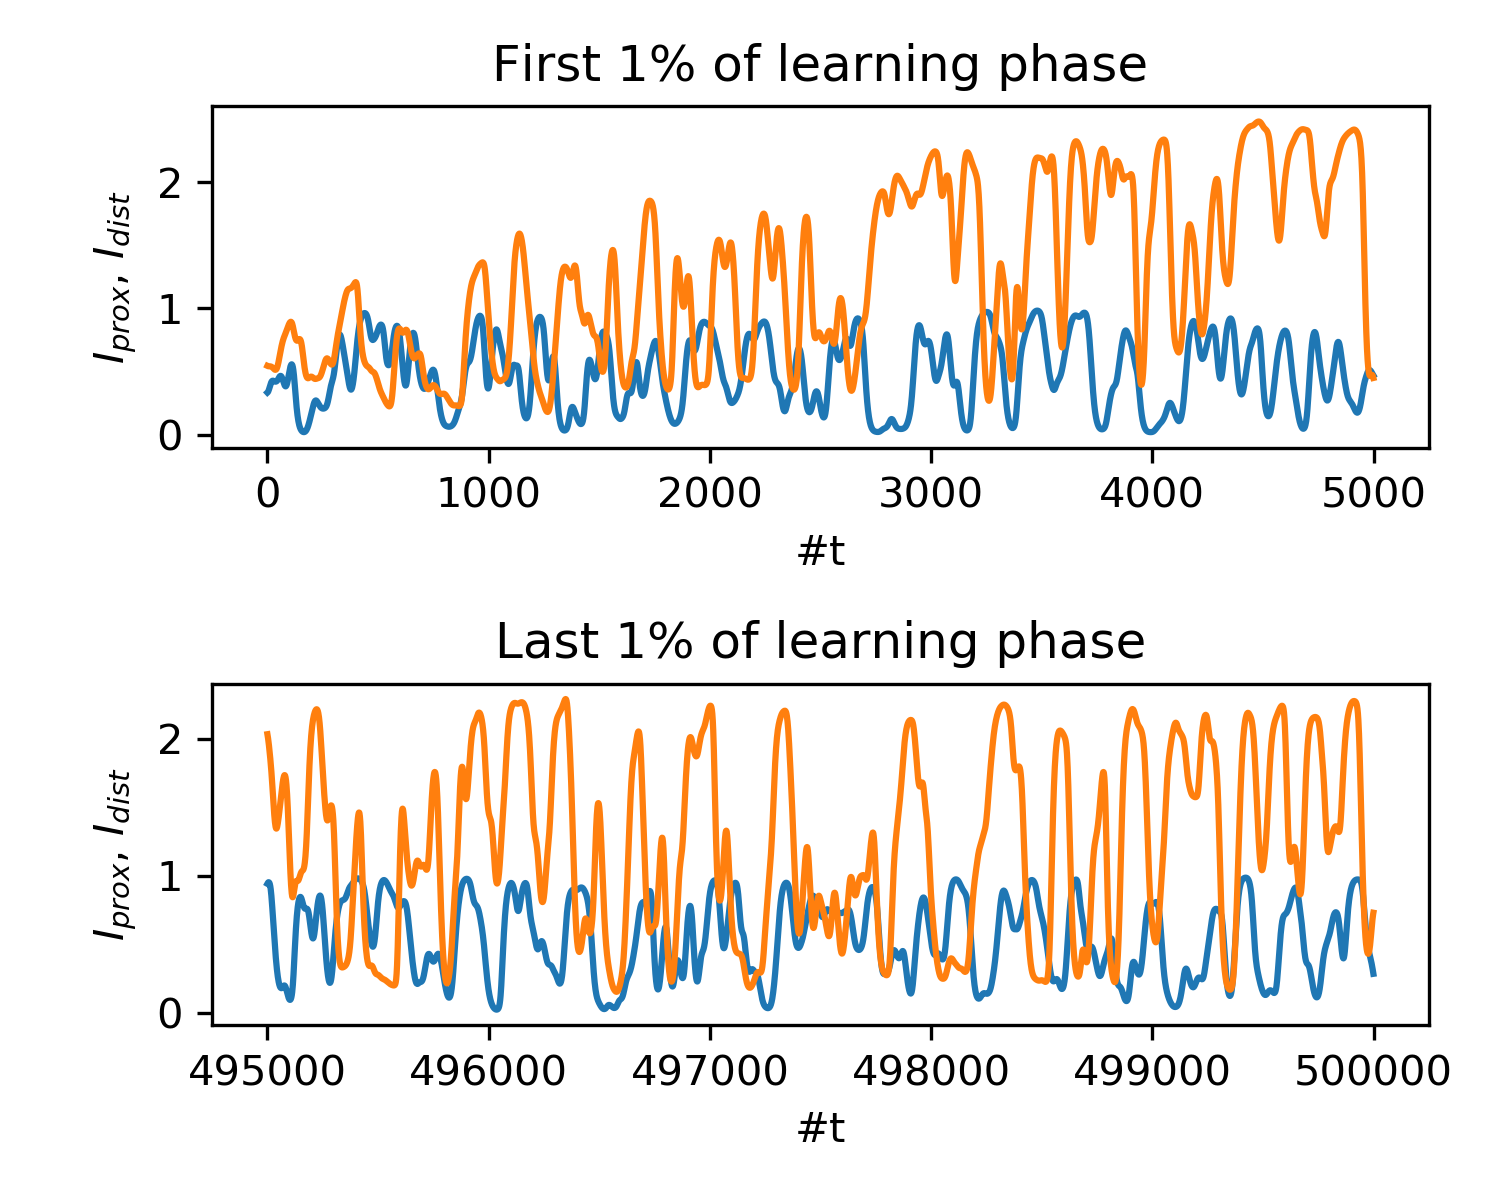 First 1% of learning phase
2
1
0
I_prox, I_dist
0 1000 2000 3000 4000 5000
#t
Last 1% of learning phase
2
1
0
I_prox, I_dist
495000 496000 497000 498000 499000 500000
#t